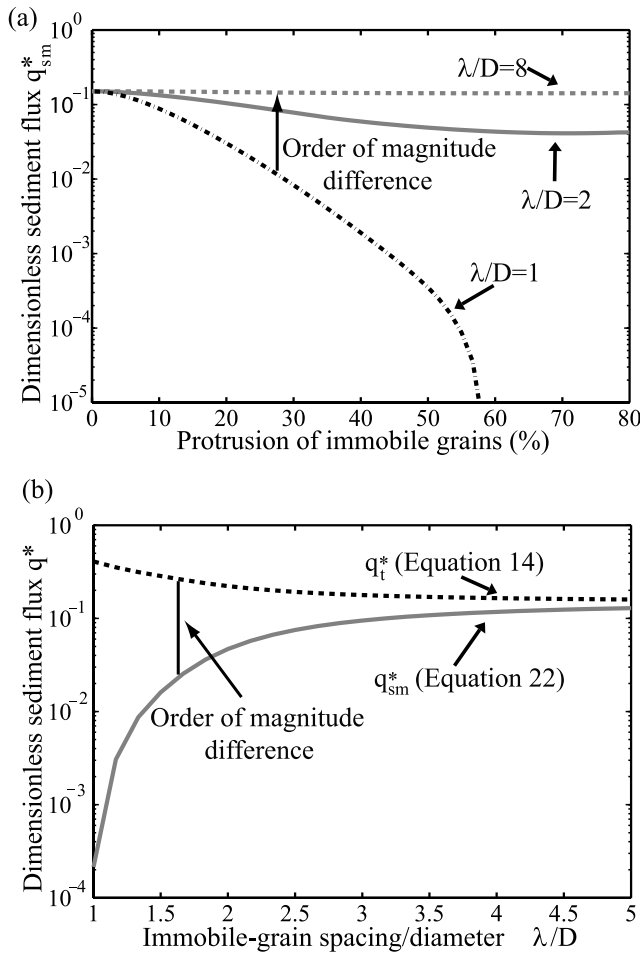 (a)
10^0
10^-1
10^-2
10^-3
10^-4
10^-5
Dimensionless sediment flux q*sm
λ/D=8
Order of magnitude
difference
λ/D=2
λ/D=1
0 10 20 30 40 50 60 70 80
Protrusion of immobile grains (%)
(b)
10^0
10^-1
10^-2
10^-3
10^-4
Dimensionless sediment flux q*
q*t (Equation 14)
q*sm (Equation 22)
Order of magnitude
difference
1 1.5 2 2.5 3 3.5 4 4.5 5
Immobile-grain spacing/diameter λ/D